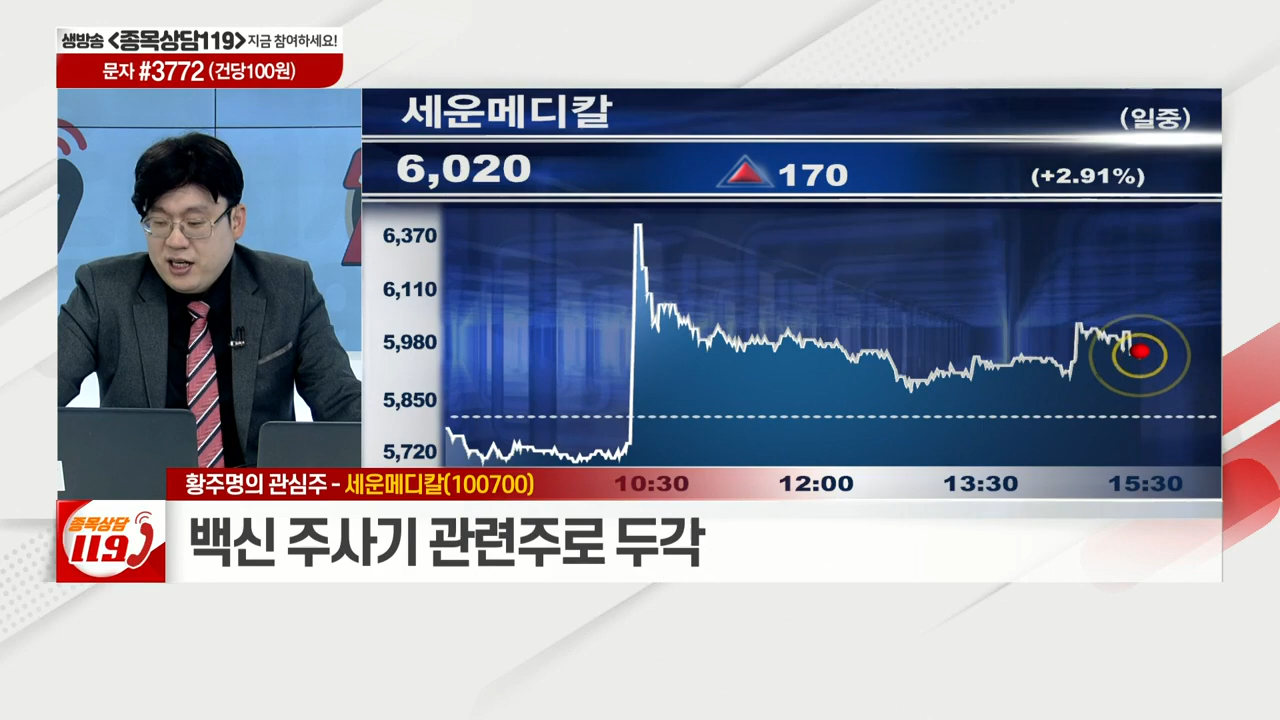 생방송 <종목상담119> 지금 참여하세요!
문자 #3772 (건당100원)
세운메디칼
(일중)
6,020 ▲ 170 (+2.91%)
6,370
6,110
5,980
5,850
5,720
10:30 12:00 13:30 15:30
황주명의 관심주 - 세운메디칼(100700)
종목상담
119
백신 주사기 관련주로 두각